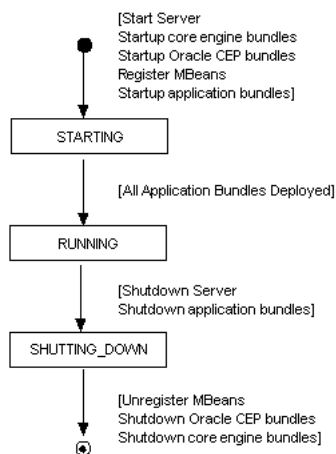 [Start Server
Startup core engine bundles
Startup Oracle CEP bundles
Register MBeans
Startup application bundles]
STARTING
[All Application Bundles Deployed]
RUNNING
[Shutdown Server
Shutdown application bundles]
SHUTTING_DOWN
[Unregister MBeans
Shutdown Oracle CEP bundles
Shutdown core engine bundles]